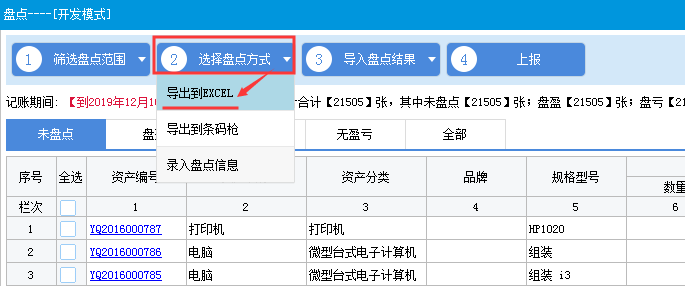 盘点----[开发模式]
1 筛选盘点范围 2 选择盘点方式 3 导入盘点结果 4 上报
导出到EXCEL
记账期间:【到2019年12月1 计合计【21505】张,其中未盘点【21505】张;盘盈【21505】张;盘亏【21505】张
未盘点 盘 无盈亏 全部
导出到条码枪
录入盘点信息
序号 全选 资产编号 资产分类 品牌 规格型号
数量
栏次 1 2 3 4 5 6
1 YQ2016000787 打印机 打印机 HP1020
2 YQ2016000786 电脑 微型台式电子计算机 组装
3 YQ2016000785 电脑 微型台式电子计算机 组装 i3